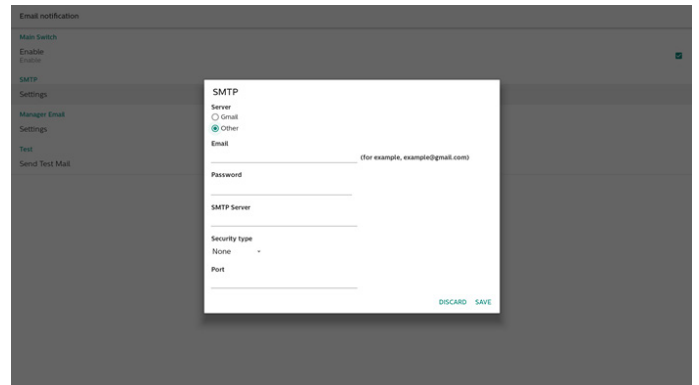 Email notification
Main Switch
Enable
Enable
SMTP
Settings
Manager Email
Settings
Test
Send Test Mail
SMTP
Server
Gmail
Other
Email
(for example, example@gmail.com)
Password
SMTP Server
Security type
None
Port
DISCARD SAVE